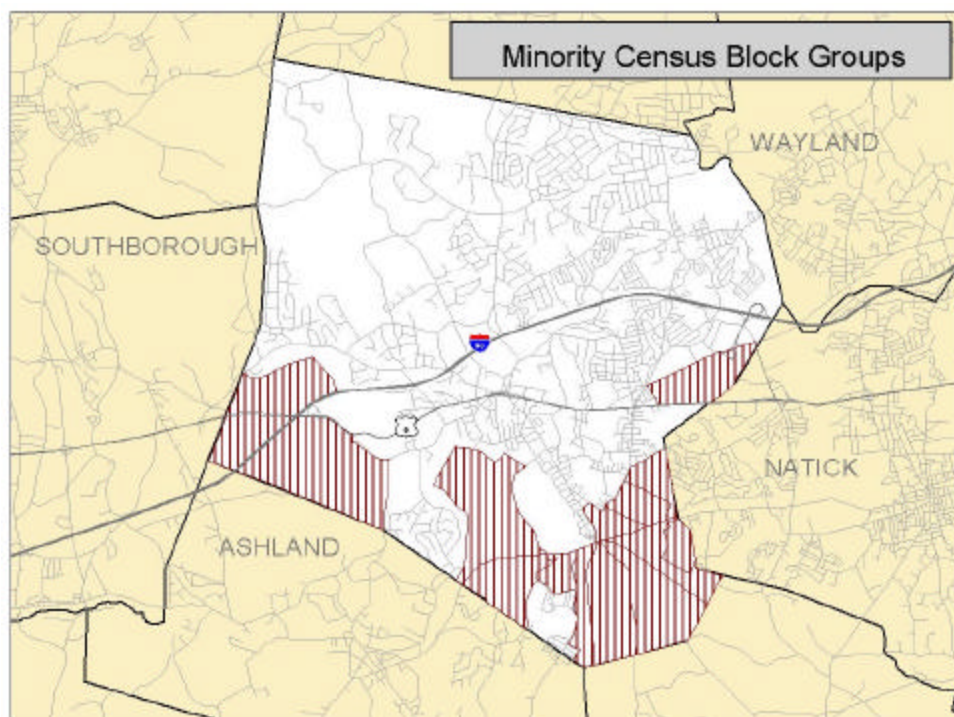 Minority Census Block Groups
WAYLAND
SOUTHBOROUGH
NATICK
ASHLAND